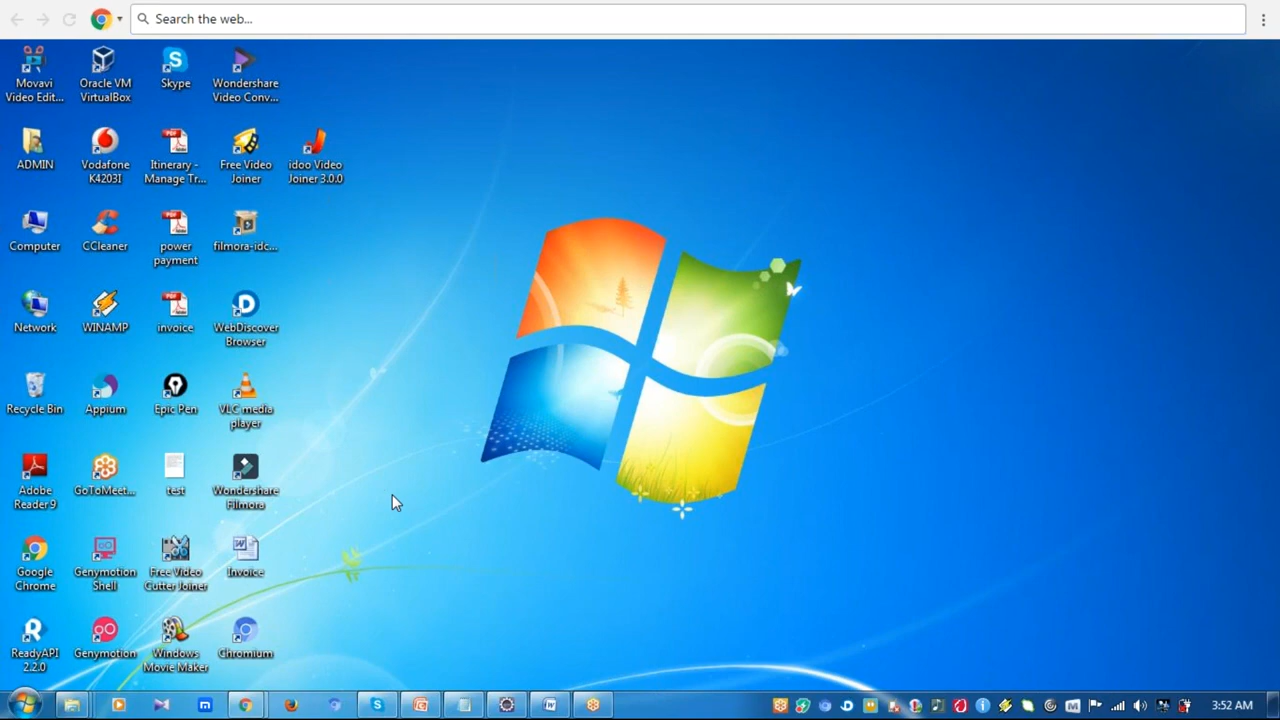 Search the web...
Movavi
Video Edit...
Oracle VM
VirtualBox
Skype
Wondershare
Video Conv...
ADMIN
Vodafone
K4203I
Itinerary -
Manage Tr...
Free Video
Joiner
idoo Video
Joiner 3.0.0
Computer
CCleaner
power
payment
filmora-idc...
Network
WINAMP
invoice
WebDiscover
Browser
Recycle Bin
Appium
Epic Pen
VLC media
player
Adobe
Reader 9
GoToMeet...
test
Wondershare
Filmora
Google
Chrome
Genymotion
Shell
Free Video
Cutter Joiner
Invoice
ReadyAPI
2.2.0
Genymotion
Windows
Movie Maker
Chromium
3:52 AM